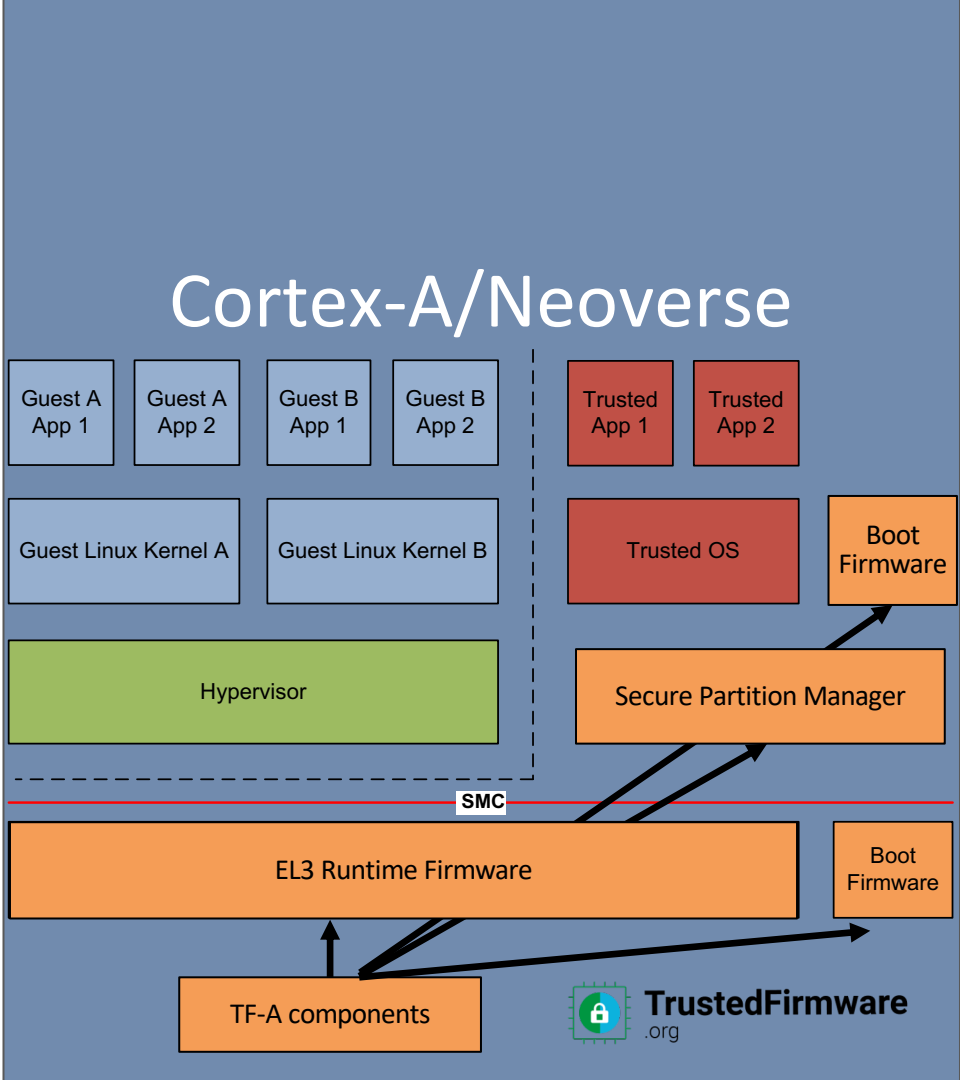 Cortex-A/Neoverse
Guest A
App 1
Guest A
App 2
Guest B
App 1
Guest B
App 2
Trusted
App 1
Trusted
App 2
Guest Linux Kernel A
Guest Linux Kernel B
Trusted OS
Boot
Firmware
Hypervisor
Secure Partition Manager
SMC
EL3 Runtime Firmware
Boot
Firmware
TF-A components
TrustedFirmware
.org